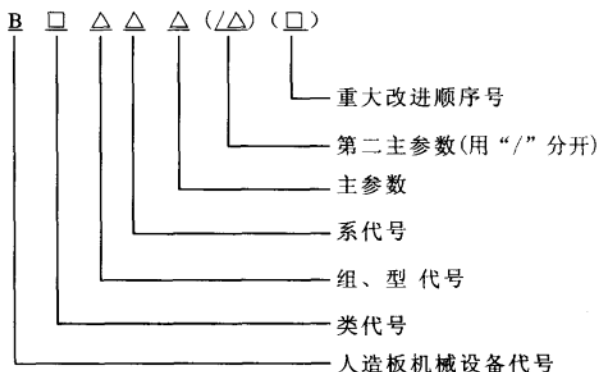 B □ △ △ △ (/△) (□)
重大改进顺序号
第二主参数(用“/”分开)
主参数
系代号
组、型 代号
类代号
人造板机械设备代号